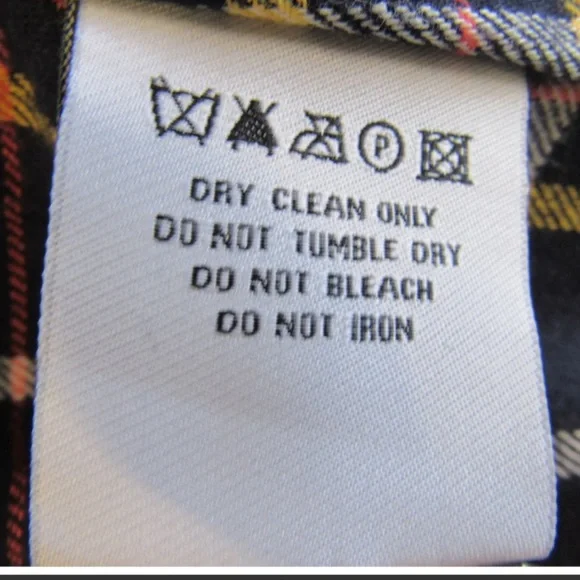 P
DRY CLEAN ONLY
DO NOT TUMBLE DRY
DO NOT BLEACH
DO NOT IRON